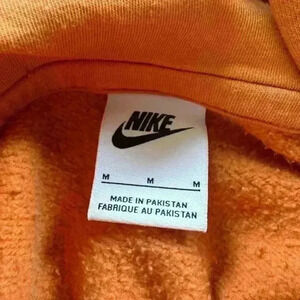 NIKE
M M M
MADE IN PAKISTAN
FABRIQUE AU PAKISTAN